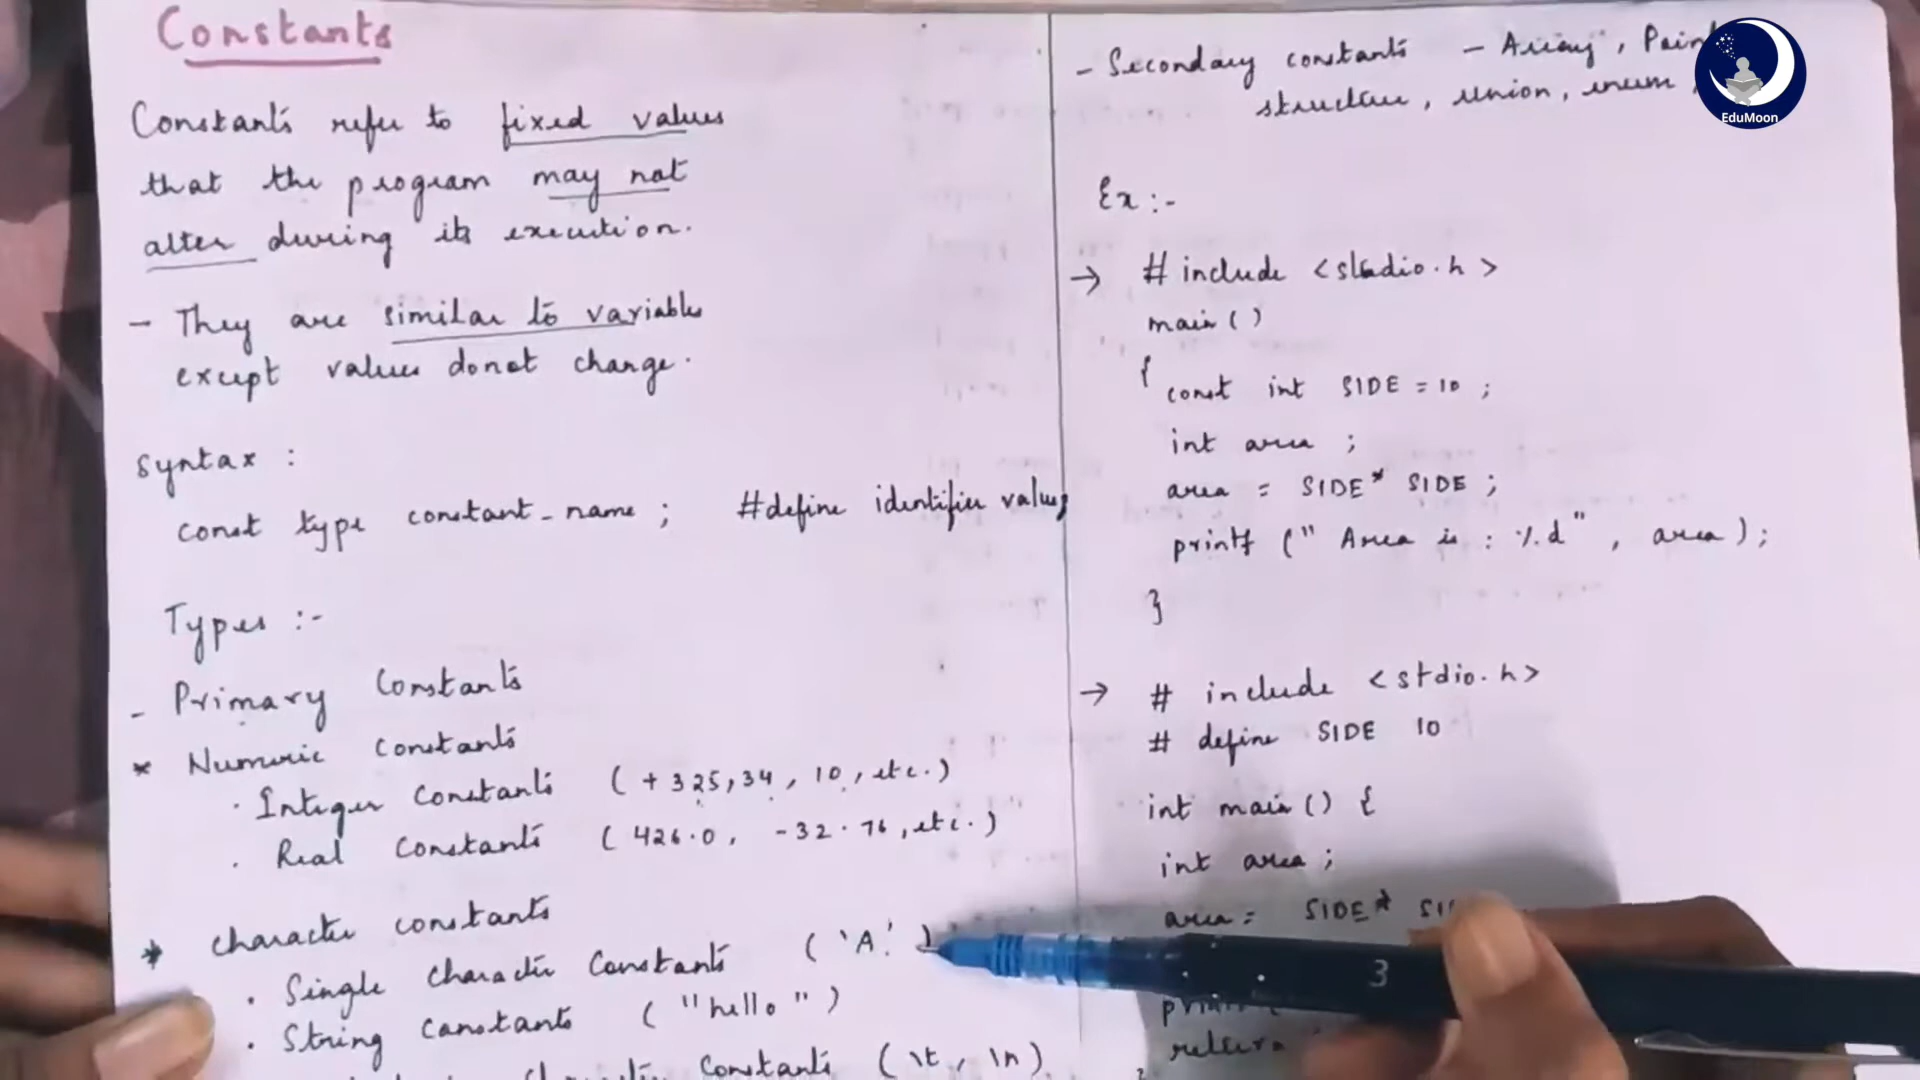 Constants
Constants refer to fixed values
that the program may not
alter during its execution.
- They are similar to variables
except values donot change.
Syntax :
const type constant_name ; #define identifier value;
Types :-
- Primary Constants
* Numeric constants
. Integer Constants (+325, 34, 10, etc.)
. Real Constants (426.0, -32.76, etc.)
* Character constants
. Single Character Constants ('A')
. String Constants ("hello")
Character Constants (\t, \n)
- Secondary constants - Array,
structure, union, enum
Ex :-
→ # include <stdio.h>
main ()
{
const int SIDE = 10 ;
int area ;
area = SIDE * SIDE ;
printf (" Area is : %d" , area) ;
}
→ # include <stdio.h>
# define SIDE 10
int main () {
int area ;
area = SIDE *
return
EduMoon
3